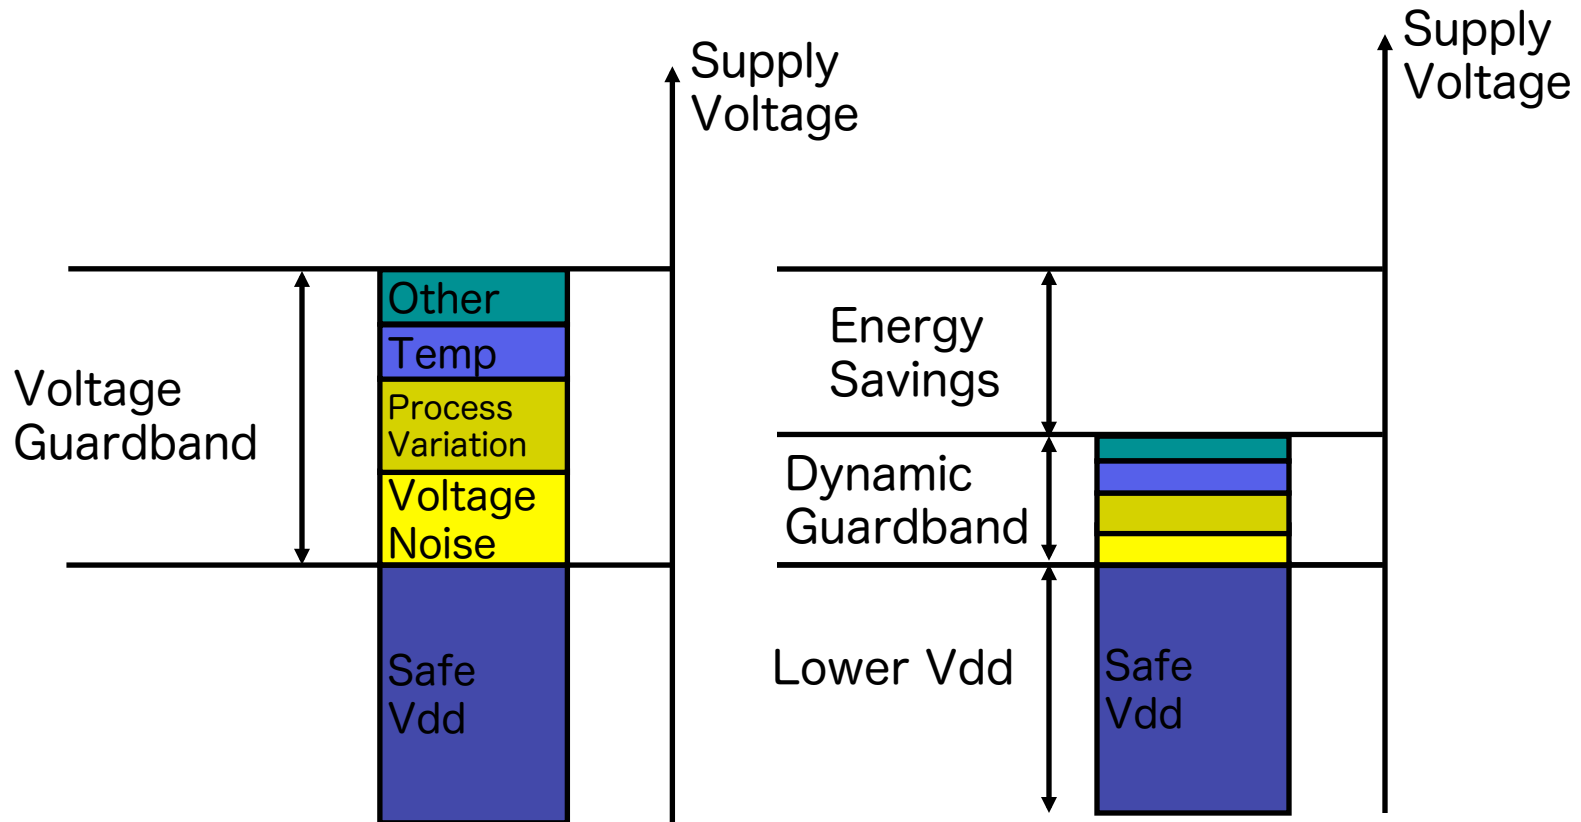 Supply
Voltage
Other
Temp
Process
Variation
Voltage
Noise
Safe
Vdd
Voltage
Guardband
Supply
Voltage
Energy
Savings
Dynamic
Guardband
Lower Vdd
Safe
Vdd